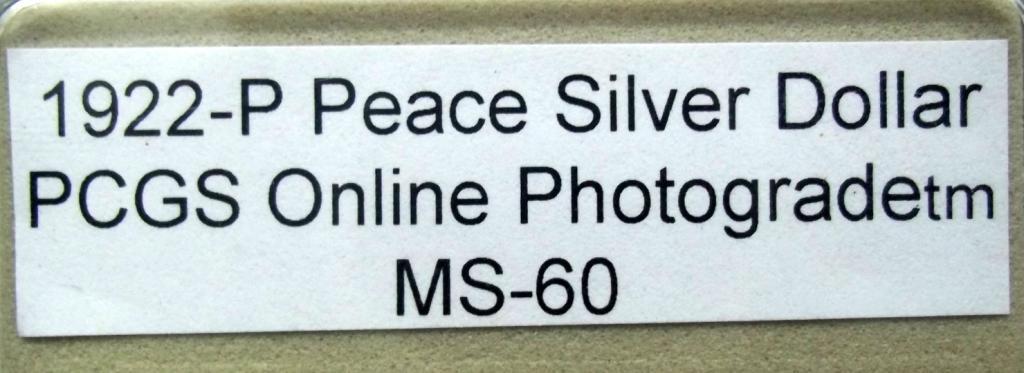 1922-P Peace Silver Dollar
PCGS Online Photogradetm
MS-60